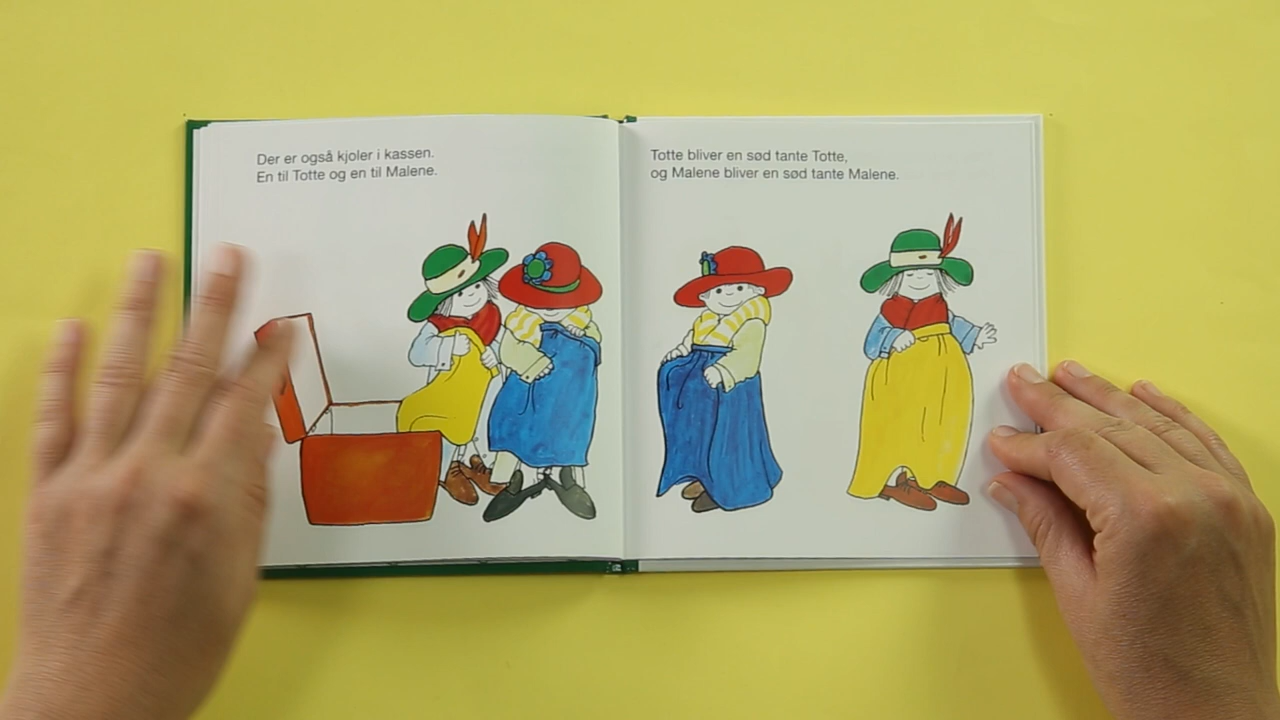 Der er også kjoler i kassen.
En til Totte og en til Malene.
Totte bliver en sød tante Totte,
og Malene bliver en sød tante Malene.